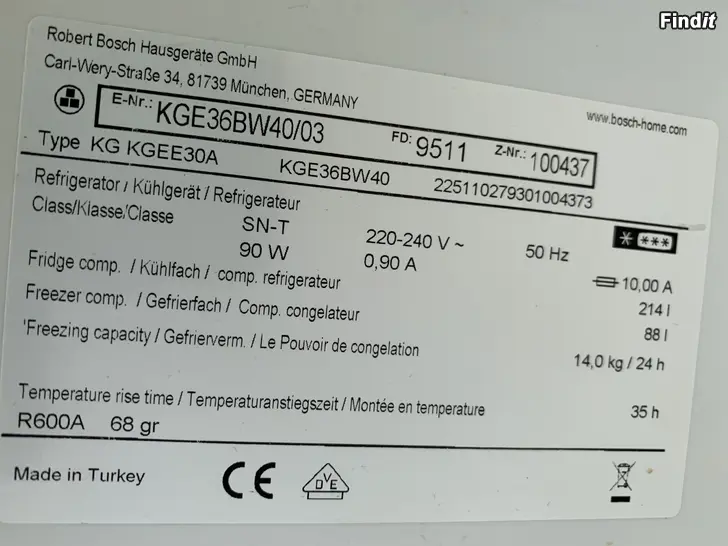 Findit
Robert Bosch Hausgeräte GmbH
Carl-Wery-Straße 34, 81739 München, GERMANY
www.bosch-home.com
E-Nr.: KGE36BW40/03 FD: 9511 Z-Nr.: 100437
Type KG KGEE30A KGE36BW40 225110279301004373
Refrigerator / Kühlgerät / Refrigerateur
Class/Klasse/Classe SN-T 220-240 V ~ 50 Hz * ***
90 W 0,90 A 10,00 A
Fridge comp. / Kühlfach / comp. refrigerateur 214 l
Freezer comp. / Gefrierfach / Comp. congelateur 88 l
'Freezing capacity / Gefrierverm. / Le Pouvoir de congelation 14,0 kg / 24 h
Temperature rise time / Temperaturanstiegszeit / Montée en temperature 35 h
R600A 68 gr
Made in Turkey CE DVE